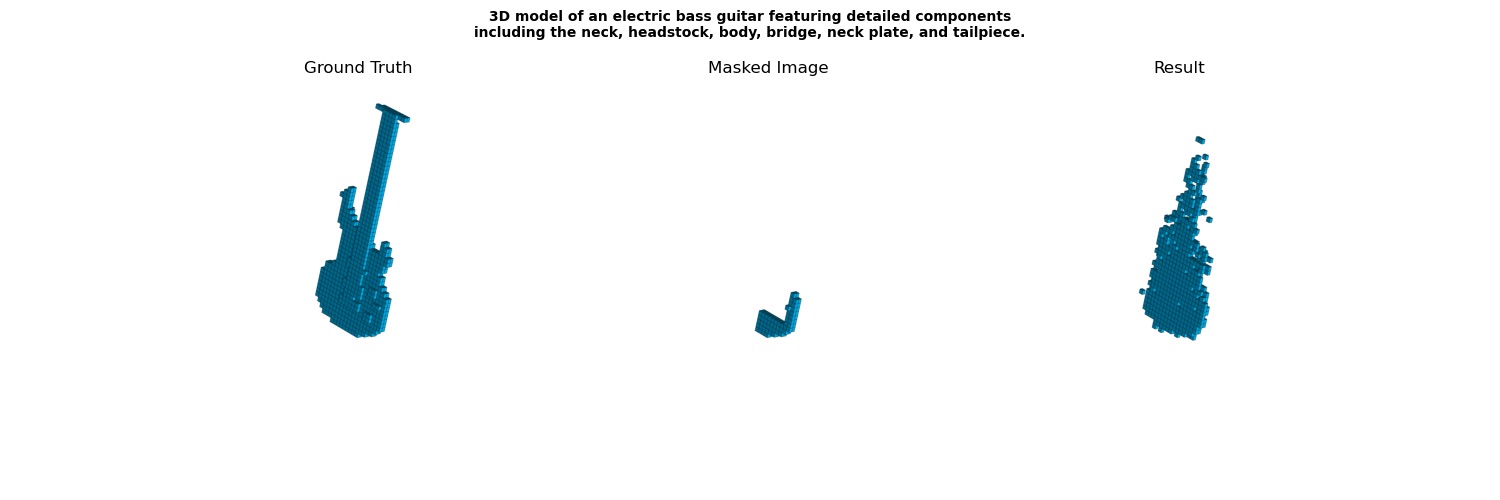 3D model of an electric bass guitar featuring detailed components
including the neck, headstock, body, bridge, neck plate, and tailpiece.
Ground Truth
Masked Image
Result